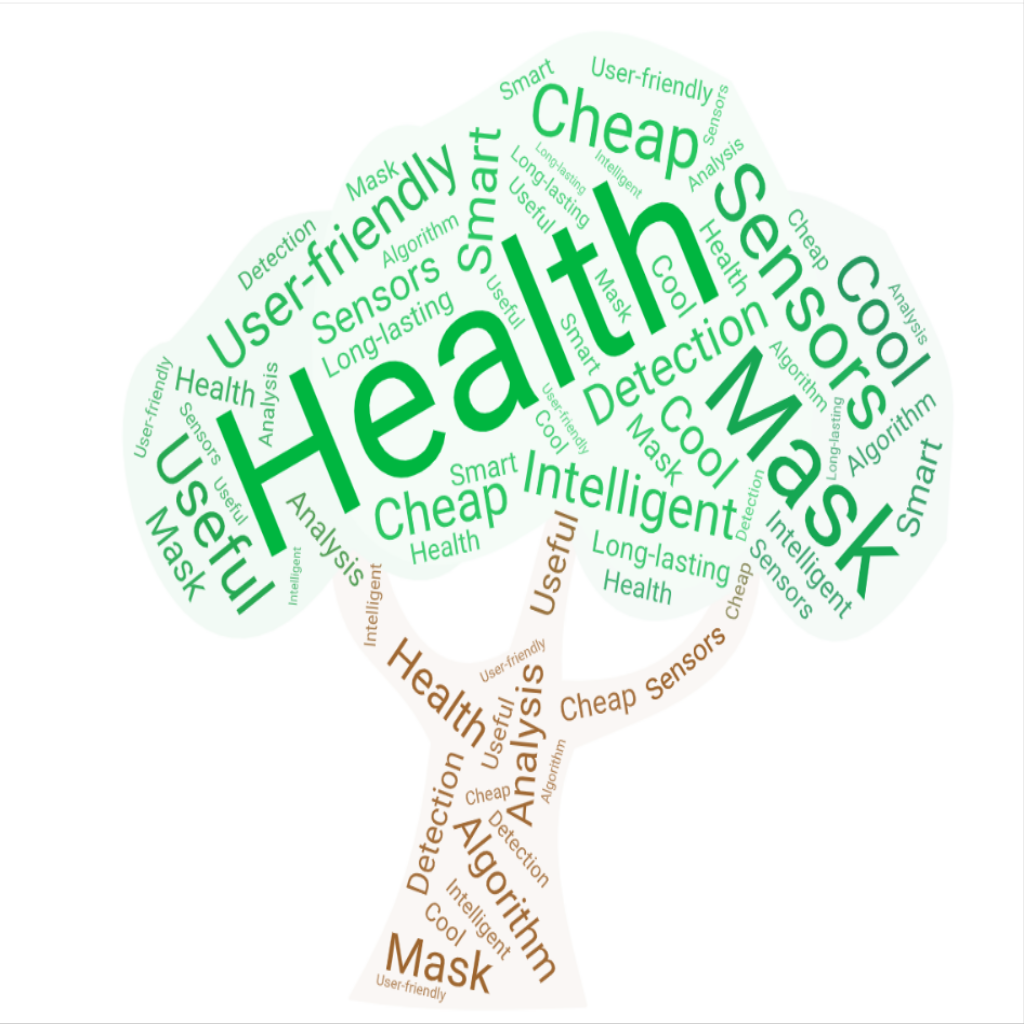 Smart
User-friendly
Cheap
Sensors
Smart
Long-lasting
Intelligent
Analysis
Mask
User-friendly
Long-lasting
Useful
Sensors
Detection
Algorithm
Health
Cheap
Health
Sensors
Long-lasting
Useful
Mask
Cool
Cool
Analysis
Smart
Detection
User-friendly
Health
Analysis
Algorithm
Mask
Sensors
User-friendly
Cool
Cool
Mask
Long-lasting
Algorithm
Useful
Useful
Smart
Cheap
Intelligent
Detection
Smart
Mask
Analysis
Health
Long-lasting
Intelligent
Sensors
Intelligent
Health
Intelligent
Useful
Cheap
Health
User-friendly
Sensors
Cheap
Useful
Analysis
Algorithm
Detection
Cheap
Detection
Algorithm
Intelligent
Cool
Mask
User-friendly